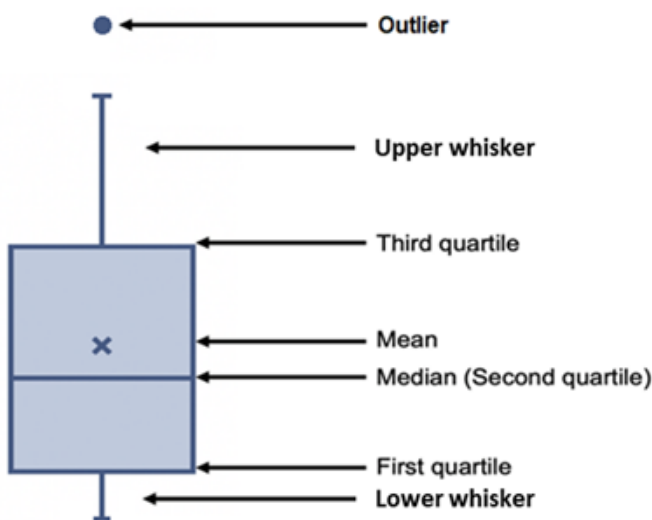 Outlier
Upper whisker
Third quartile
Mean
Median (Second quartile)
First quartile
Lower whisker